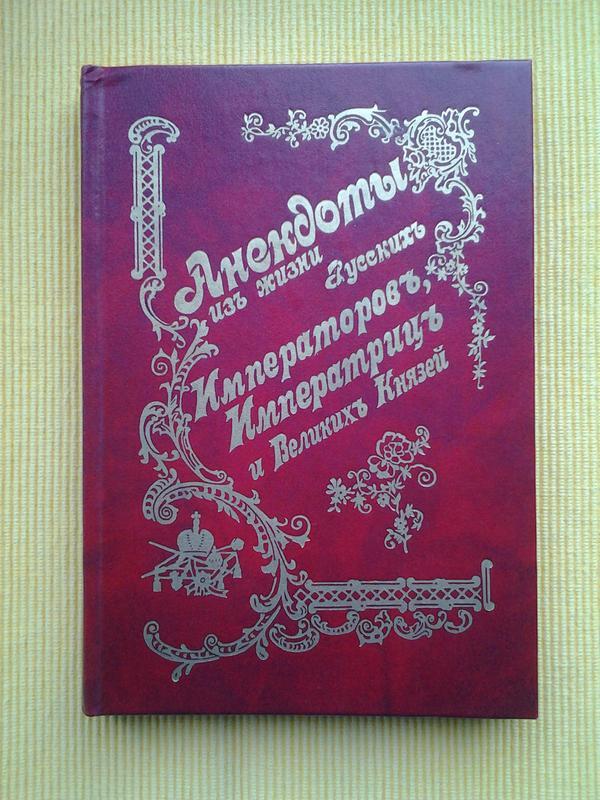 Анекдоты
изъ жизни Русскихъ
Императоровъ,
Императрицъ
и Великихъ Князей